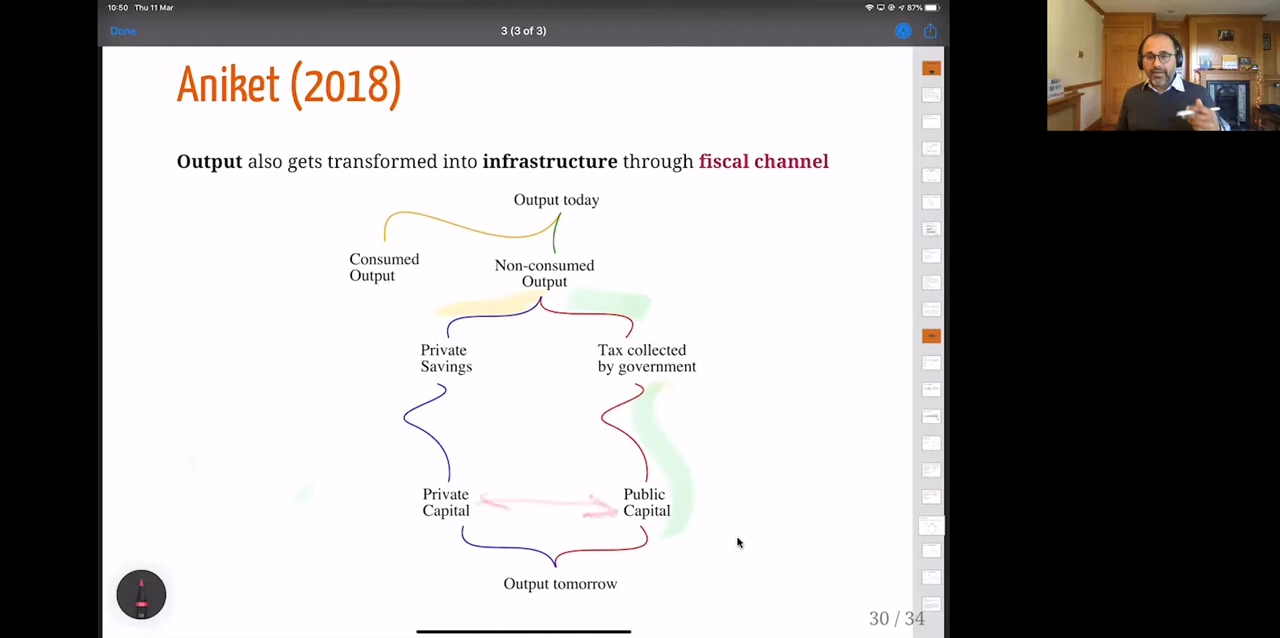 10:50 Thu 11 Mar
87%
Done
3 (3 of 3)
Aniket (2018)
Output also gets transformed into infrastructure through fiscal channel
Output today
Consumed
Output
Non-consumed
Output
Private
Savings
Tax collected
by government
Private
Capital
Public
Capital
Output tomorrow
30 / 34